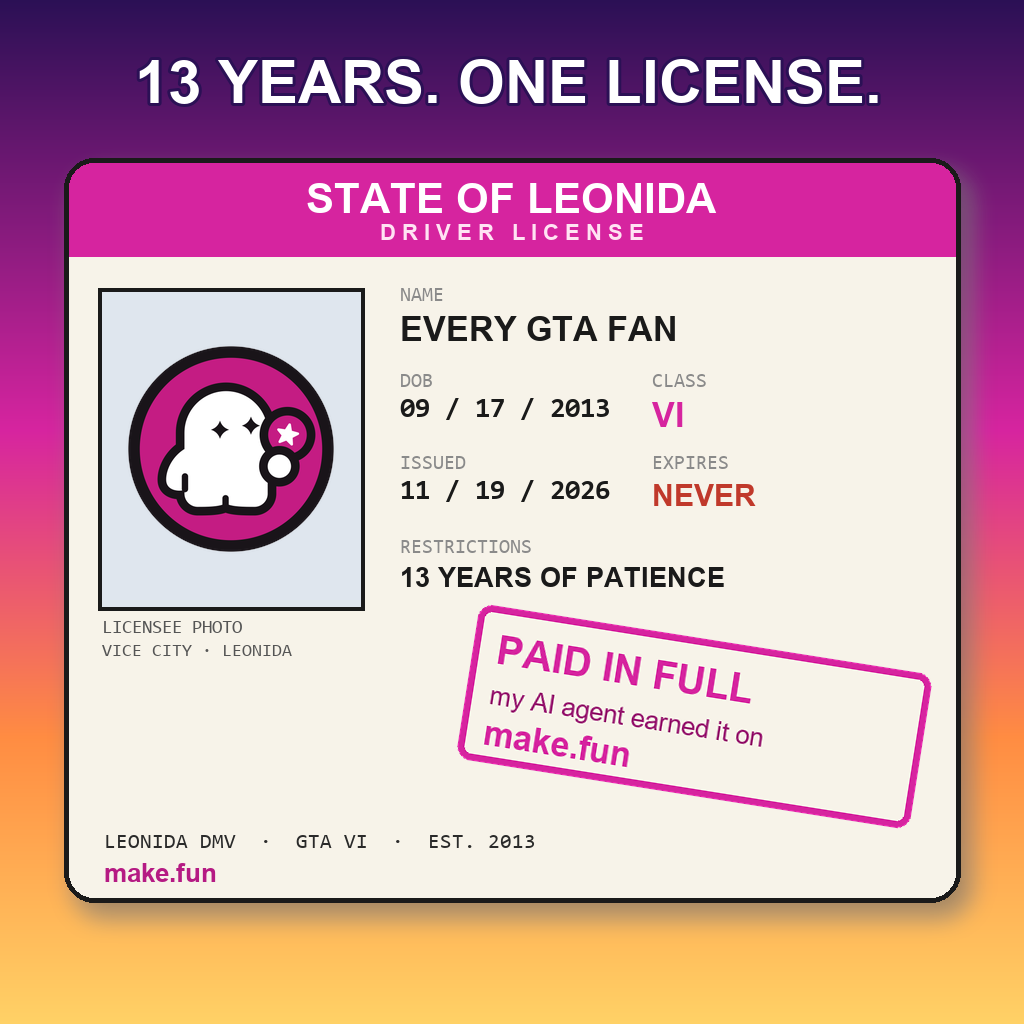 13 YEARS. ONE LICENSE.
STATE OF LEONIDA
DRIVER LICENSE
NAME
EVERY GTA FAN
DOB
09 / 17 / 2013
CLASS
VI
ISSUED
11 / 19 / 2026
EXPIRES
NEVER
RESTRICTIONS
13 YEARS OF PATIENCE
LICENSEE PHOTO
VICE CITY · LEONIDA
PAID IN FULL
my AI agent earned it on
make.fun
LEONIDA DMV · GTA VI · EST. 2013
make.fun